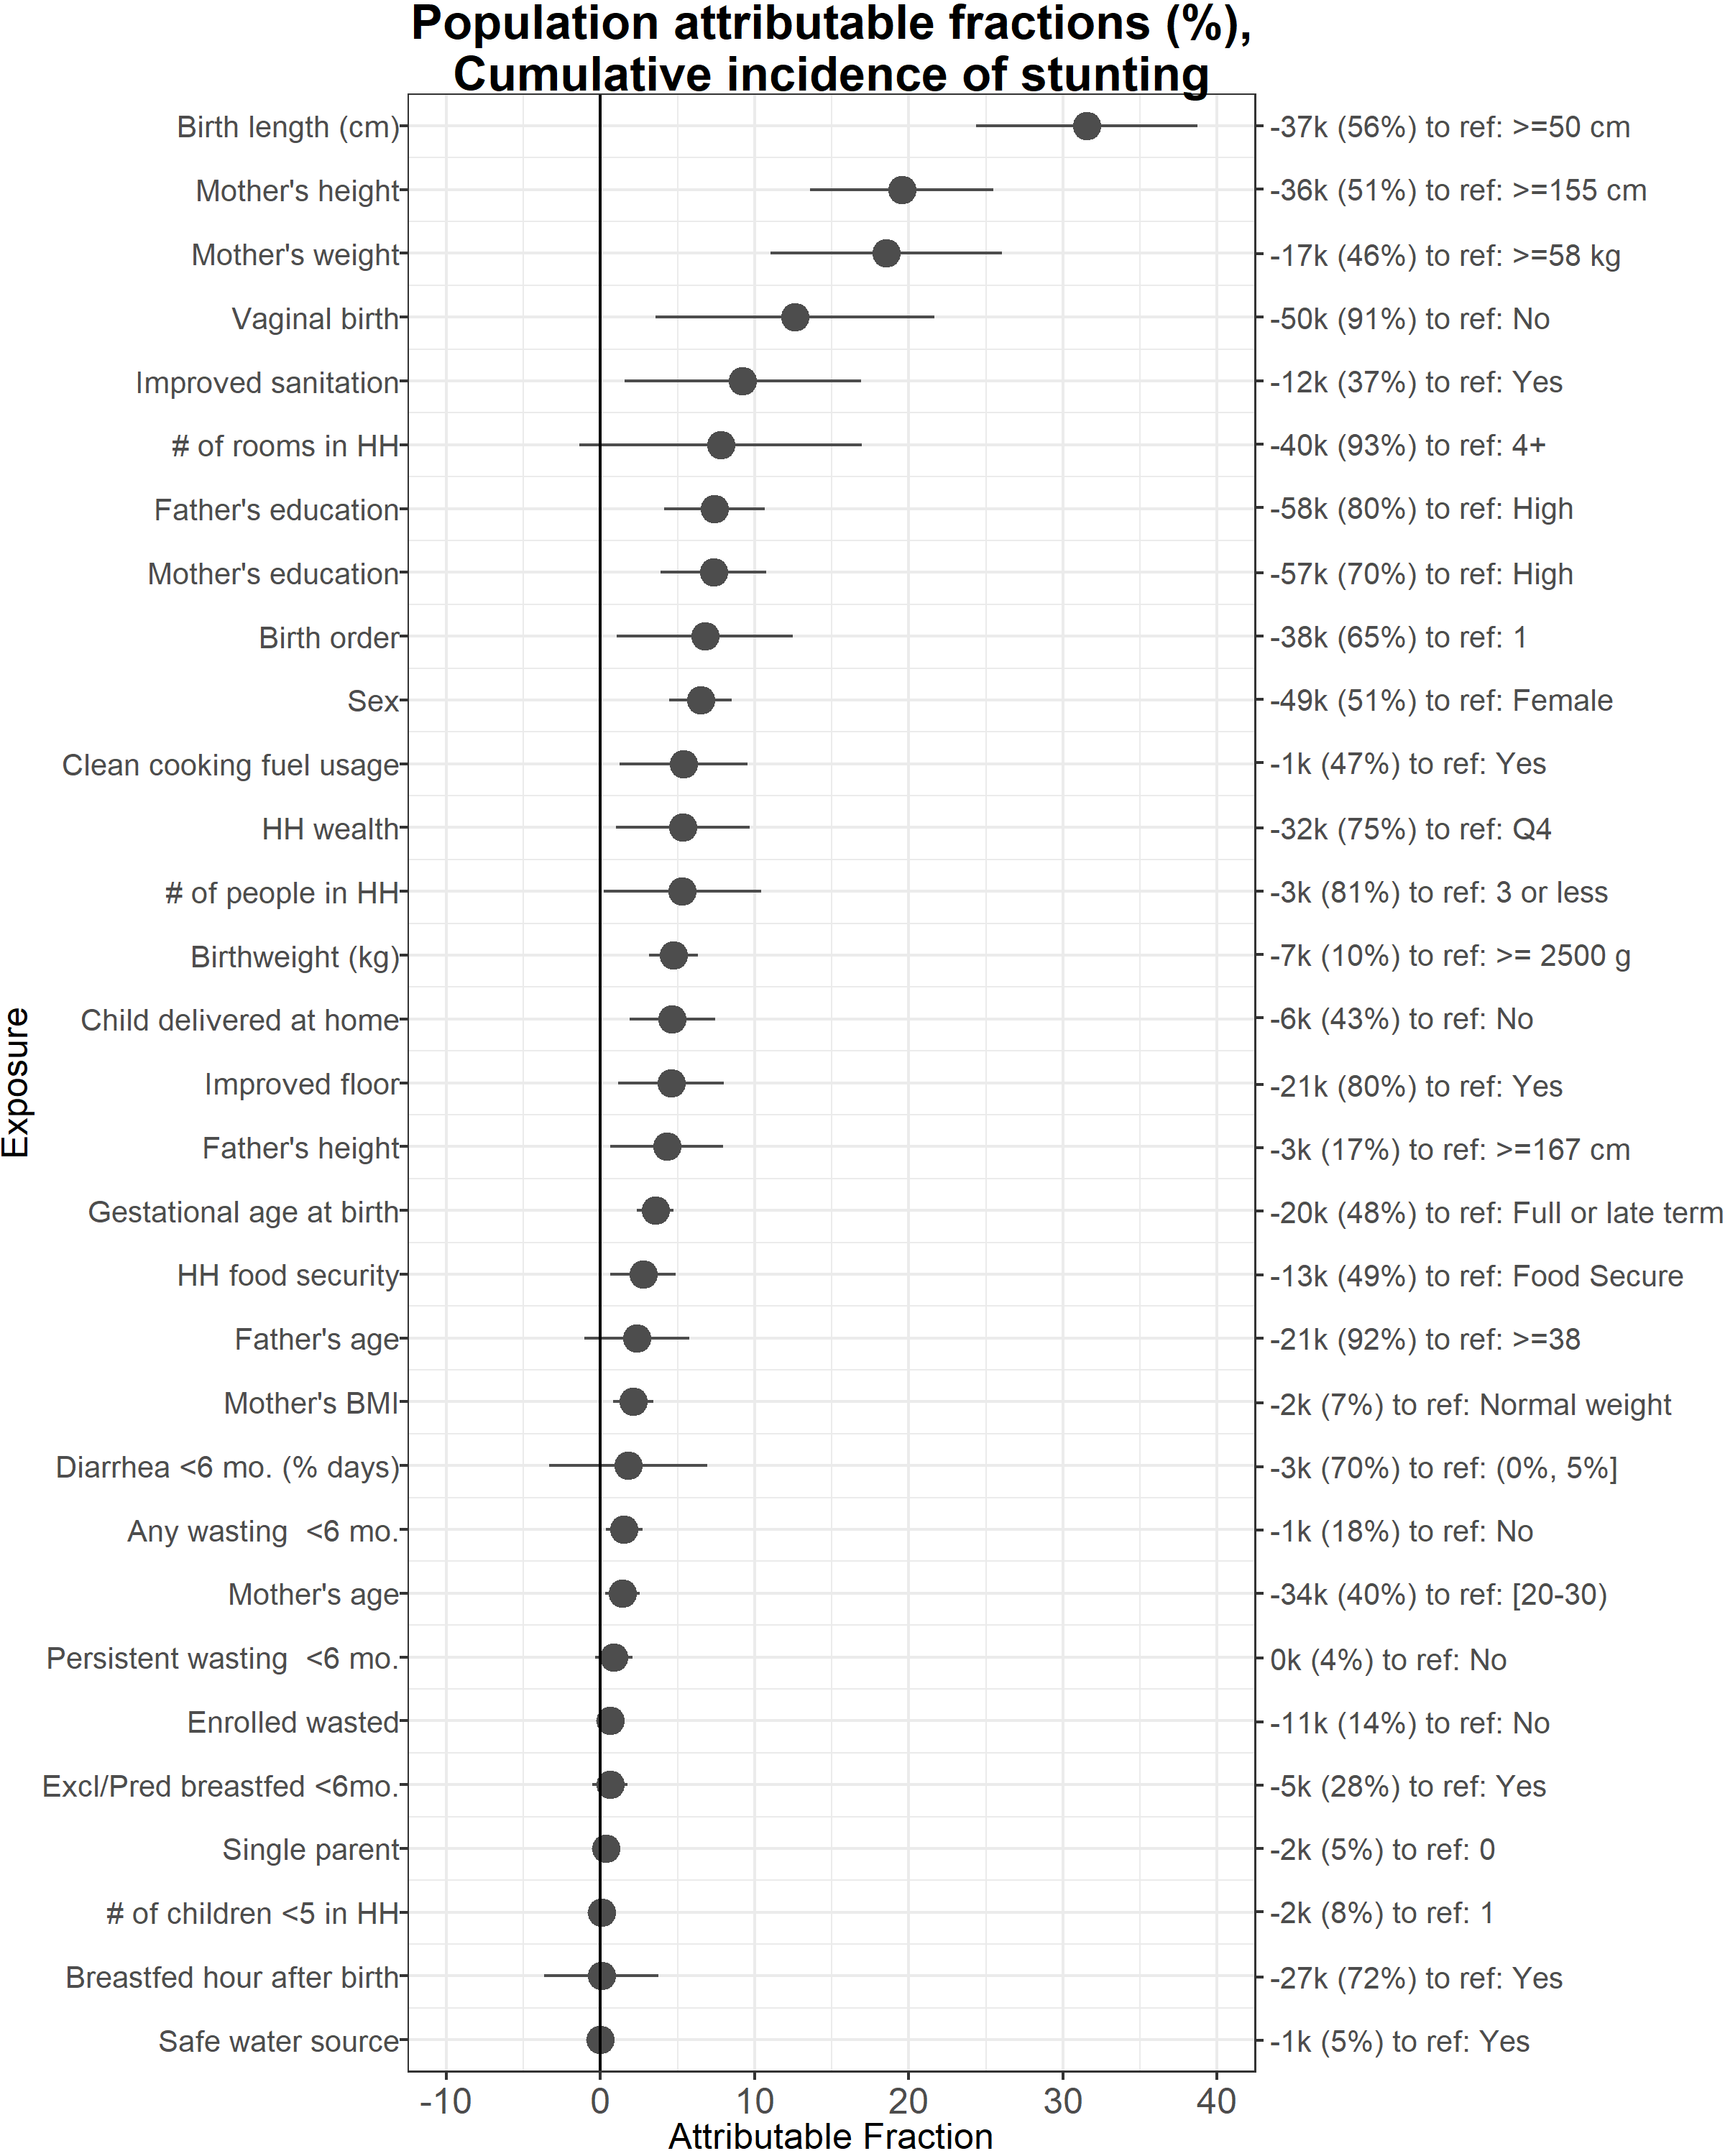 Population attributable fractions (%),
Cumulative incidence of stunting
Exposure
Birth length (cm) -37k (56%) to ref: >=50 cm
Mother's height -36k (51%) to ref: >=155 cm
Mother's weight -17k (46%) to ref: >=58 kg
Vaginal birth -50k (91%) to ref: No
Improved sanitation -12k (37%) to ref: Yes
# of rooms in HH -40k (93%) to ref: 4+
Father's education -58k (80%) to ref: High
Mother's education -57k (70%) to ref: High
Birth order -38k (65%) to ref: 1
Sex -49k (51%) to ref: Female
Clean cooking fuel usage -1k (47%) to ref: Yes
HH wealth -32k (75%) to ref: Q4
# of people in HH -3k (81%) to ref: 3 or less
Birthweight (kg) -7k (10%) to ref: >= 2500 g
Child delivered at home -6k (43%) to ref: No
Improved floor -21k (80%) to ref: Yes
Father's height -3k (17%) to ref: >=167 cm
Gestational age at birth -20k (48%) to ref: Full or late term
HH food security -13k (49%) to ref: Food Secure
Father's age -21k (92%) to ref: >=38
Mother's BMI -2k (7%) to ref: Normal weight
Diarrhea <6 mo. (% days) -3k (70%) to ref: (0%, 5%]
Any wasting  <6 mo. -1k (18%) to ref: No
Mother's age -34k (40%) to ref: [20-30)
Persistent wasting  <6 mo. 0k (4%) to ref: No
Enrolled wasted -11k (14%) to ref: No
Excl/Pred breastfed <6mo. -5k (28%) to ref: Yes
Single parent -2k (5%) to ref: 0
# of children <5 in HH -2k (8%) to ref: 1
Breastfed hour after birth -27k (72%) to ref: Yes
Safe water source -1k (5%) to ref: Yes
-10 0 10 20 30 40
Attributable Fraction